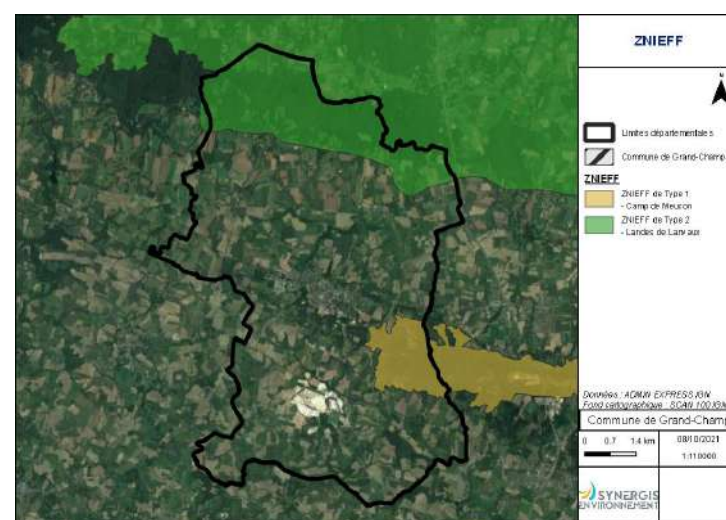 ZNIEFF
N
Limites départementales
Commune de Grand-Champ
ZNIEFF
ZNIEFF de Type 1
- Camp de Meucon
ZNIEFF de Type 2
- Landes de Lanvaux
Données : ADMIN EXPRESS IGN
Fond cartographique : SCAN 100 IGN
Commune de Grand-Champ
0 0.7 1.4 km
08/10/2021
1:110000
SYNERGIS
ENVIRONNEMENT